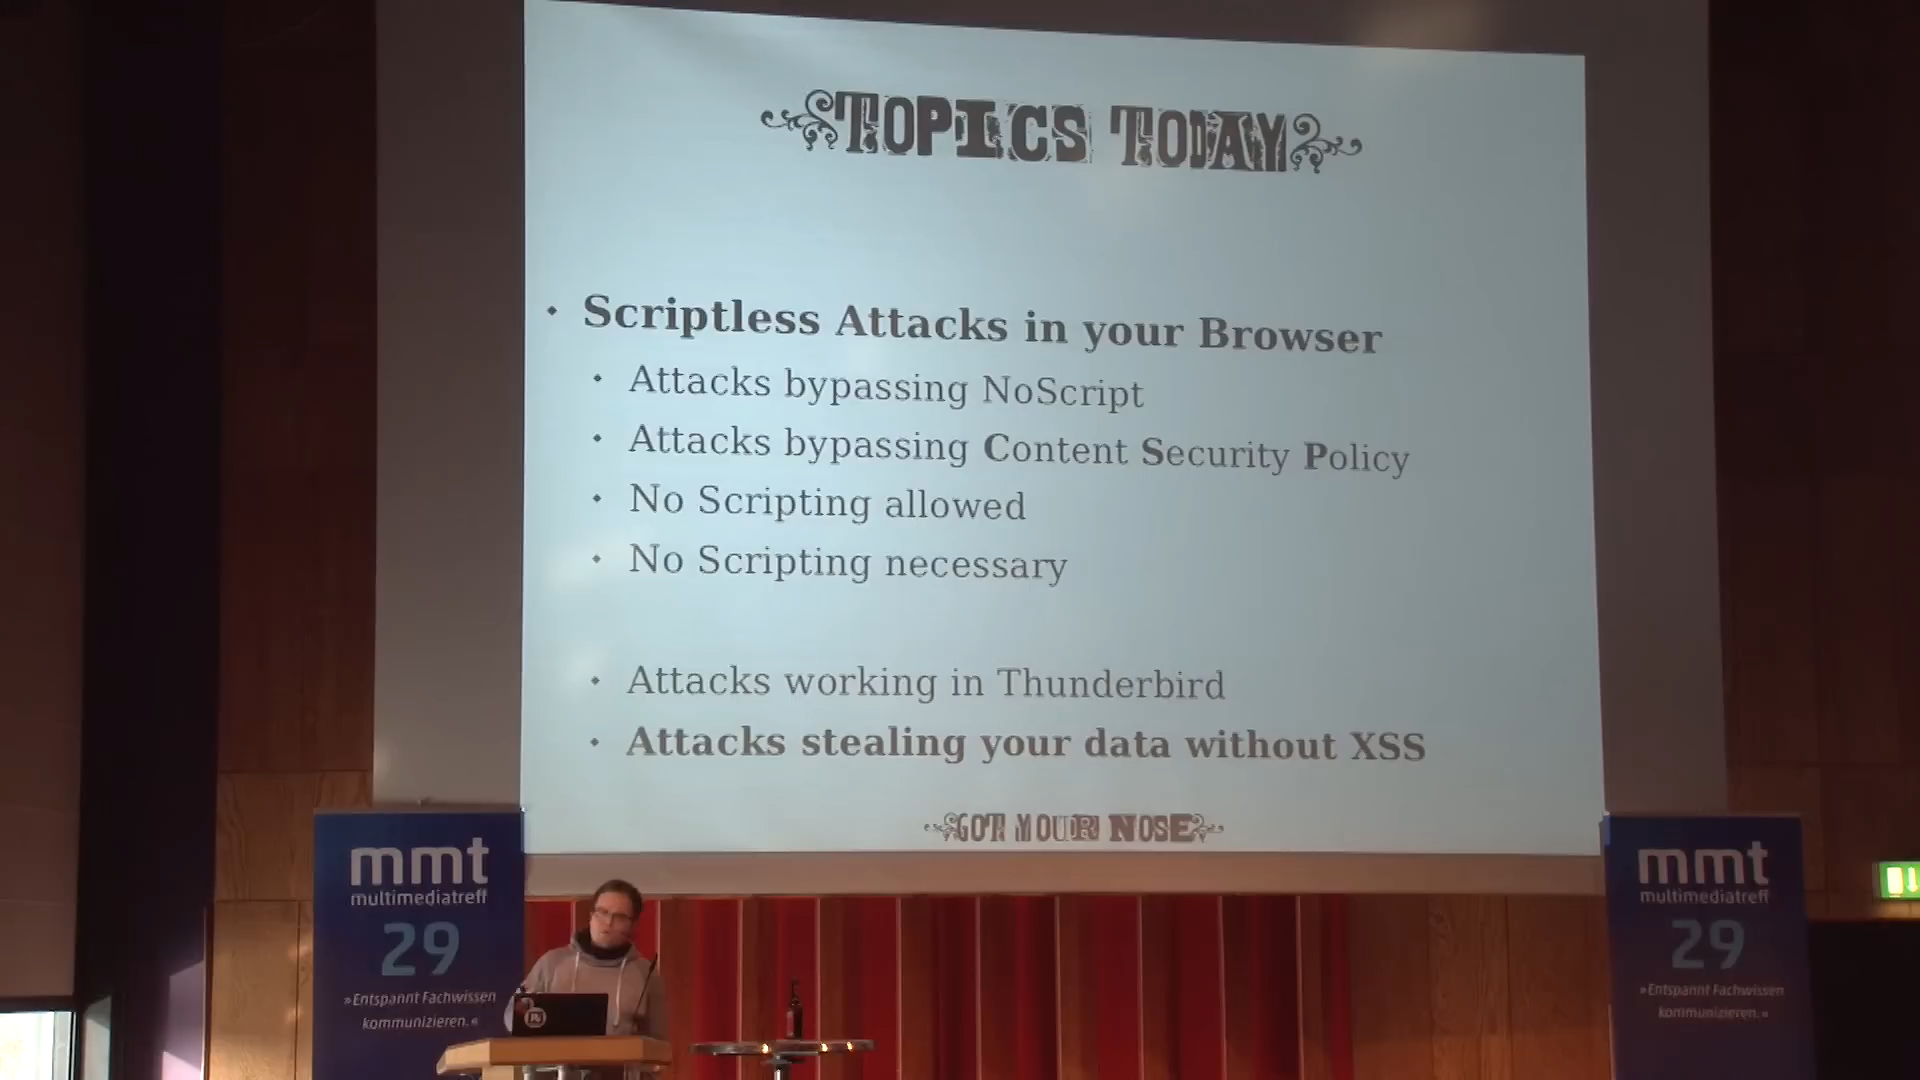 TOPICS TODAY
• Scriptless Attacks in your Browser
• Attacks bypassing NoScript
• Attacks bypassing Content Security Policy
• No Scripting allowed
• No Scripting necessary
• Attacks working in Thunderbird
• Attacks stealing your data without XSS
GOT YOUR NOSE
mmt
multimediatreff
29
»Entspannt Fachwissen
kommunizieren.«
mmt
multimediatreff
29
»Entspannt Fachwissen
kommunizieren.«